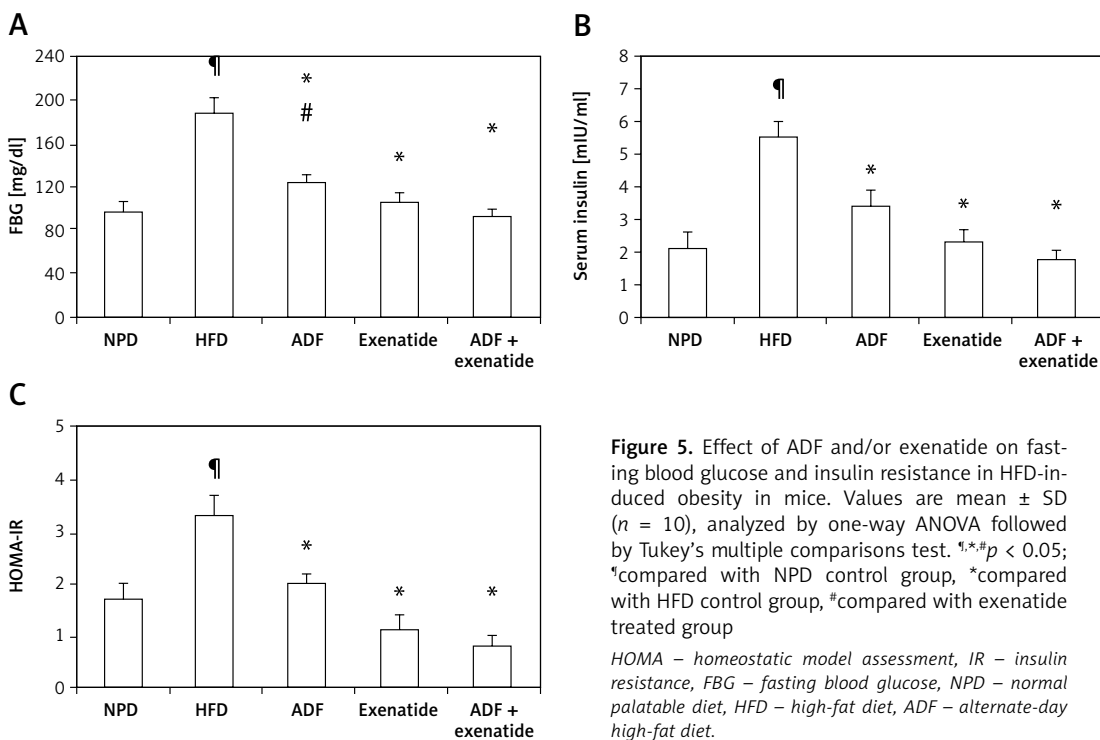 A
FBG [mg/dl]
240
200
160
120
80
40
0
¶
*
#
*
*
NPD HFD ADF Exenatide ADF +
exenatide
B
Serum insulin [mIU/ml]
8
7
6
5
4
3
2
1
0
¶
*
*
*
NPD HFD ADF Exenatide ADF +
exenatide
C
HOMA-IR
5
4
3
2
1
0
¶
*
*
*
NPD HFD ADF Exenatide ADF +
exenatide
Figure 5. Effect of ADF and/or exenatide on fast-
ing blood glucose and insulin resistance in HFD-in-
duced obesity in mice. Values are mean ± SD
(n = 10), analyzed by one-way ANOVA followed
by Tukey's multiple comparisons test. ¶,*,#p < 0.05;
¶compared with NPD control group, *compared
with HFD control group, #compared with exenatide
treated group
HOMA – homeostatic model assessment, IR – insulin
resistance, FBG – fasting blood glucose, NPD – normal
palatable diet, HFD – high-fat diet, ADF – alternate-day
high-fat diet.